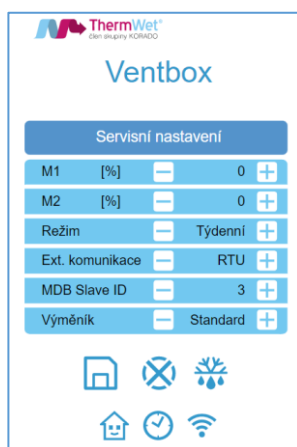 ThermWet®
člen skupiny KORADO
Ventbox
Servisní nastavení
M1 [%] − 0 +
M2 [%] − 0 +
Režim − Týdenní +
Ext. komunikace − RTU +
MDB Slave ID − 3 +
Výměník − Standard +